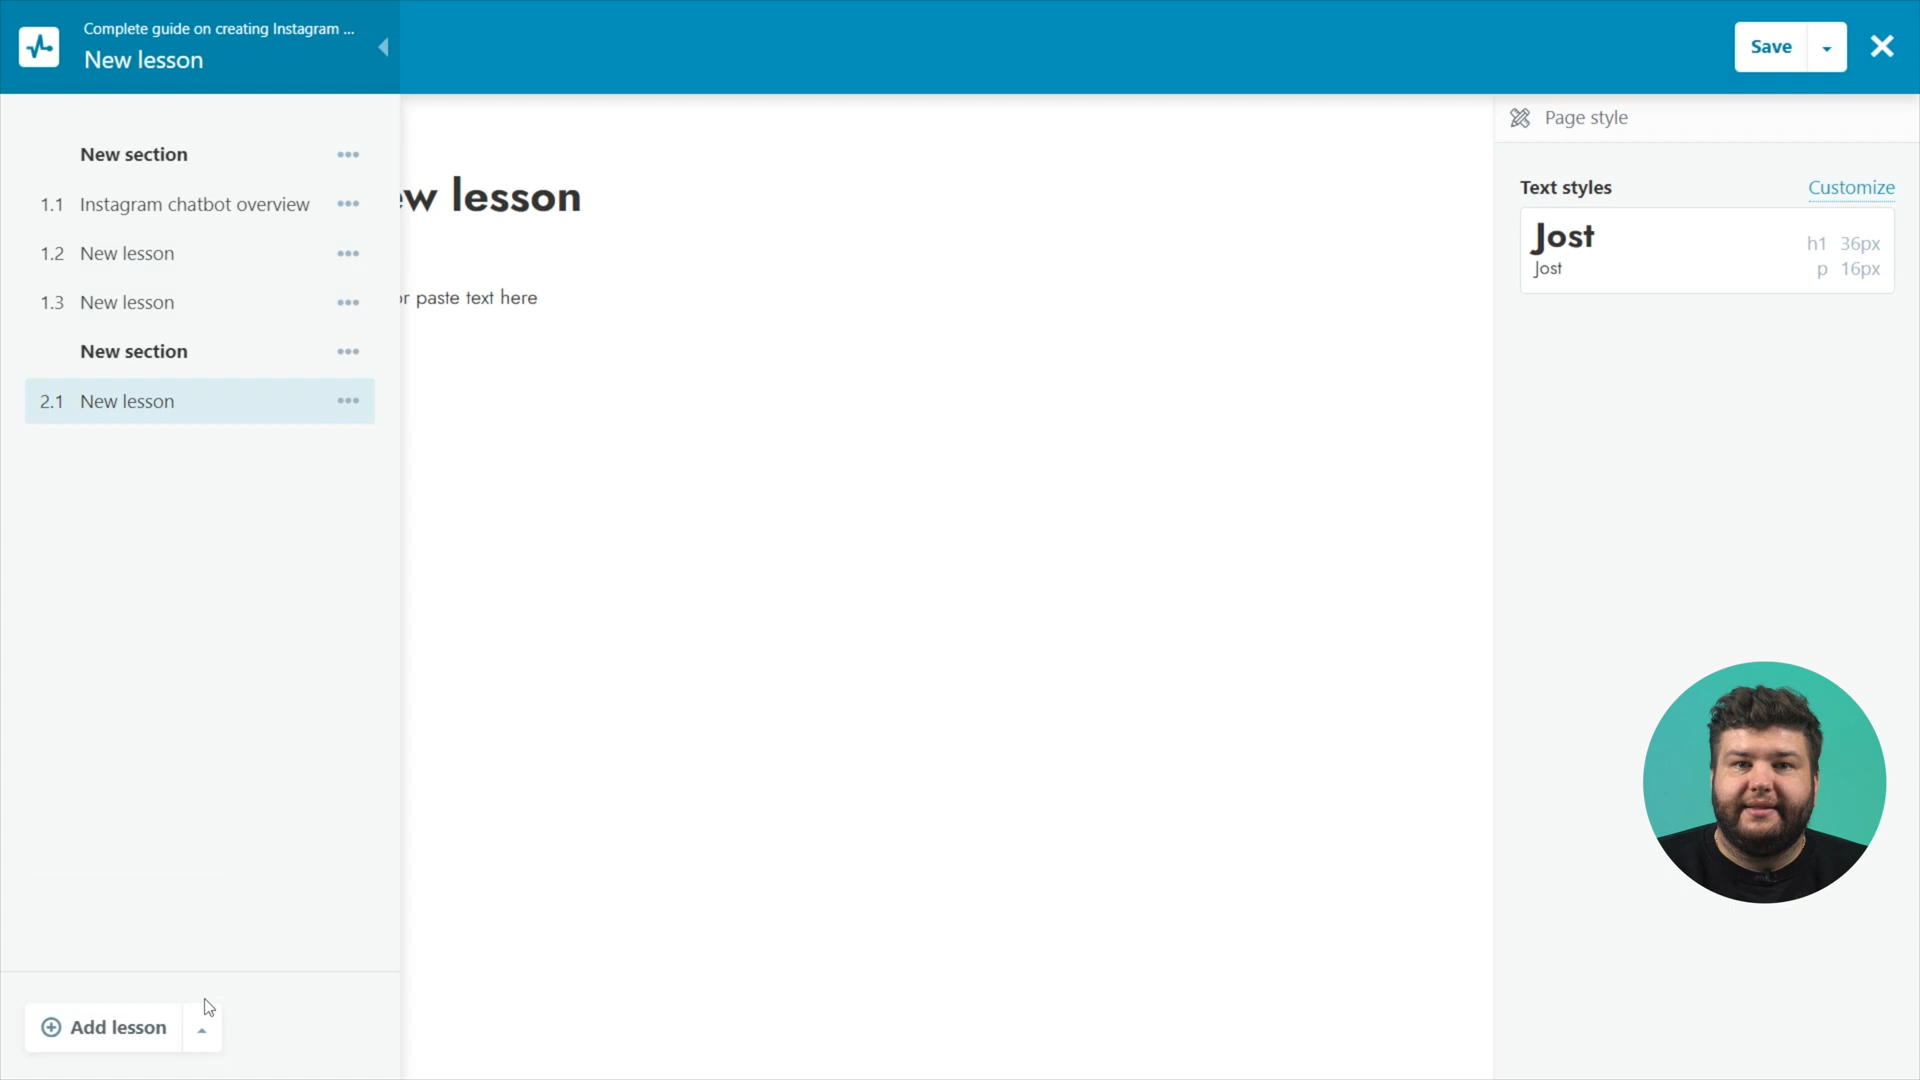 Complete guide on creating Instagram ...
New lesson
Save
New section
1.1 Instagram chatbot overview
1.2 New lesson
1.3 New lesson
New section
2.1 New lesson
Add lesson
ew lesson
or paste text here
Page style
Text styles
Customize
Jost
h1 36px
Jost
p 16px